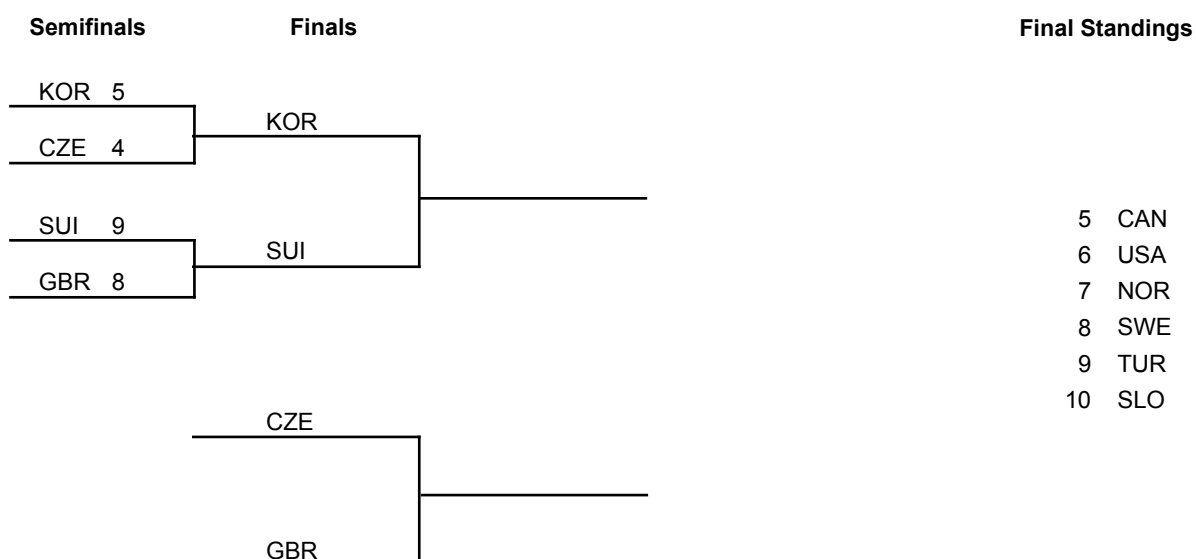 Semifinals Finals Final Standings
KOR 5
KOR
CZE 4
SUI 9
5 CAN
SUI
6 USA
GBR 8
7 NOR
8 SWE
9 TUR
10 SLO
CZE
GBR